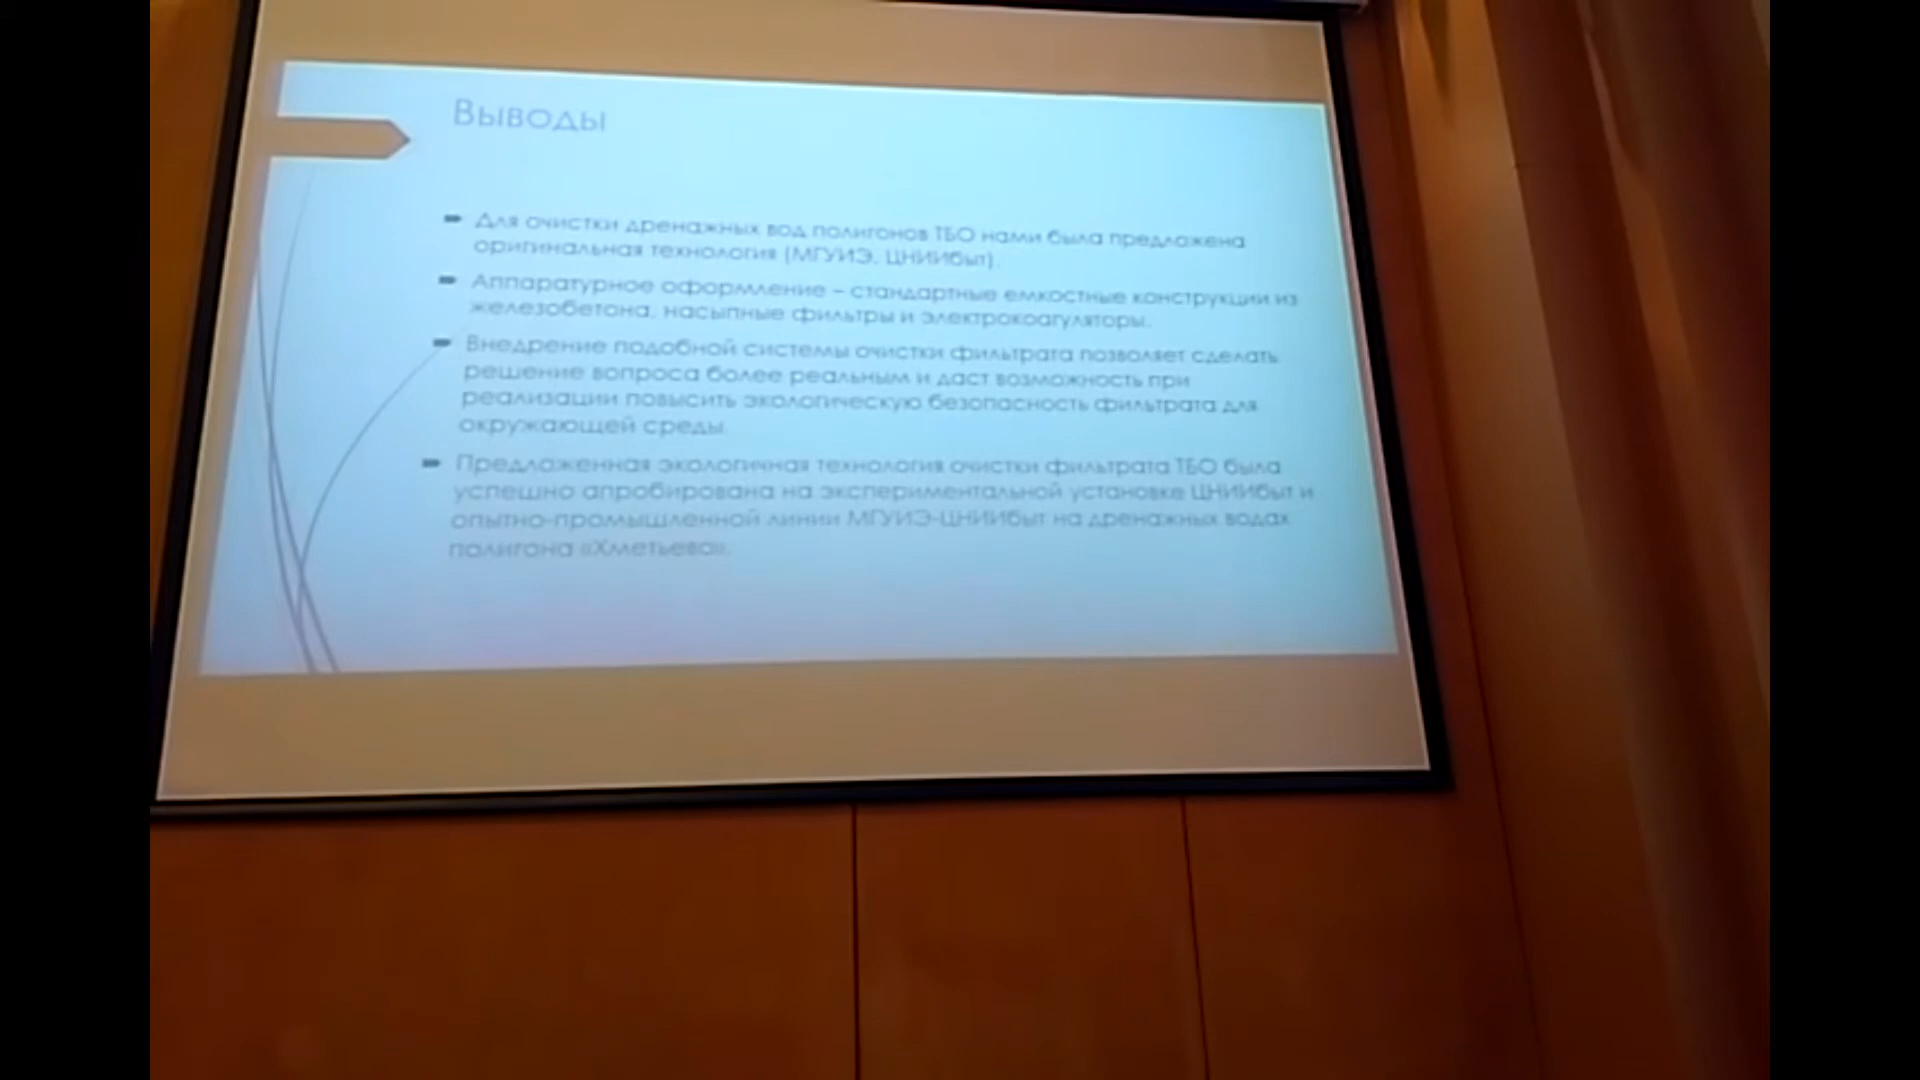 Выводы
Для очистки дренажных вод полигонов ТБО нами была предложена
оригинальная технология (МГУИЭ, ЦНИИбыт).
Аппаратурное оформление – стандартные емкостные конструкции из
железобетона, насыпные фильтры и электрокоагуляторы.
Внедрение подобной системы очистки фильтрата позволяет сделать
решение вопроса более реальным и даст возможность при
реализации повысить экологическую безопасность фильтрата для
окружающей среды.
Предложенная экологичная технология очистки фильтрата ТБО была
успешно апробирована на экспериментальной установке ЦНИИбыт и
опытно-промышленной линии МГУИЭ-ЦНИИбыт на дренажных водах
полигона «Хметьево».